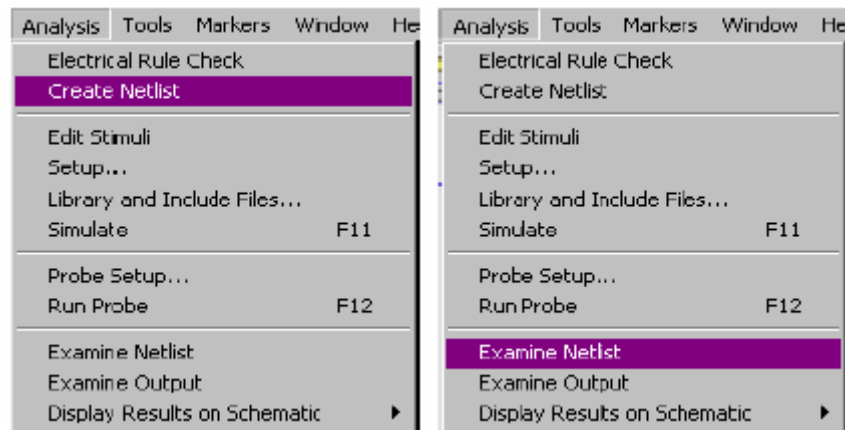 Analysis Tools Markers Window He
Electrical Rule Check
Create Netlist
Edit Stimuli
Setup...
Library and Include Files...
Simulate F11
Probe Setup...
Run Probe F12
Examine Netlist
Examine Output
Display Results on Schematic
Analysis Tools Markers Window He
Electrical Rule Check
Create Netlist
Edit Stimuli
Setup...
Library and Include Files...
Simulate F11
Probe Setup...
Run Probe F12
Examine Netlist
Examine Output
Display Results on Schematic